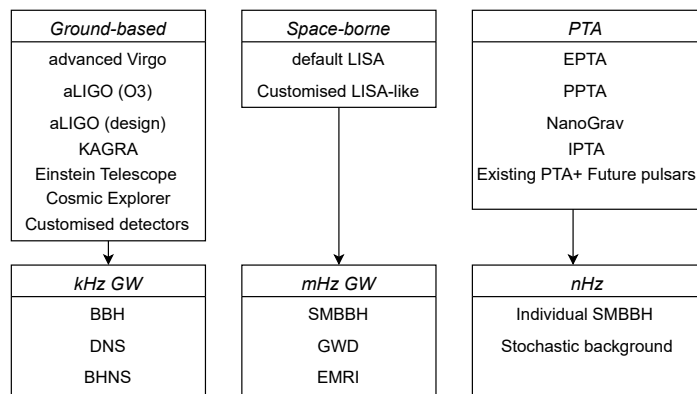 Ground-based
advanced Virgo
aLIGO (O3)
aLIGO (design)
KAGRA
Einstein Telescope
Cosmic Explorer
Customised detectors
Space-borne
default LISA
Customised LISA-like
PTA
EPTA
PPTA
NanoGrav
IPTA
Existing PTA+ Future pulsars
kHz GW
BBH
DNS
BHNS
mHz GW
SMBBH
GWD
EMRI
nHz
Individual SMBBH
Stochastic background